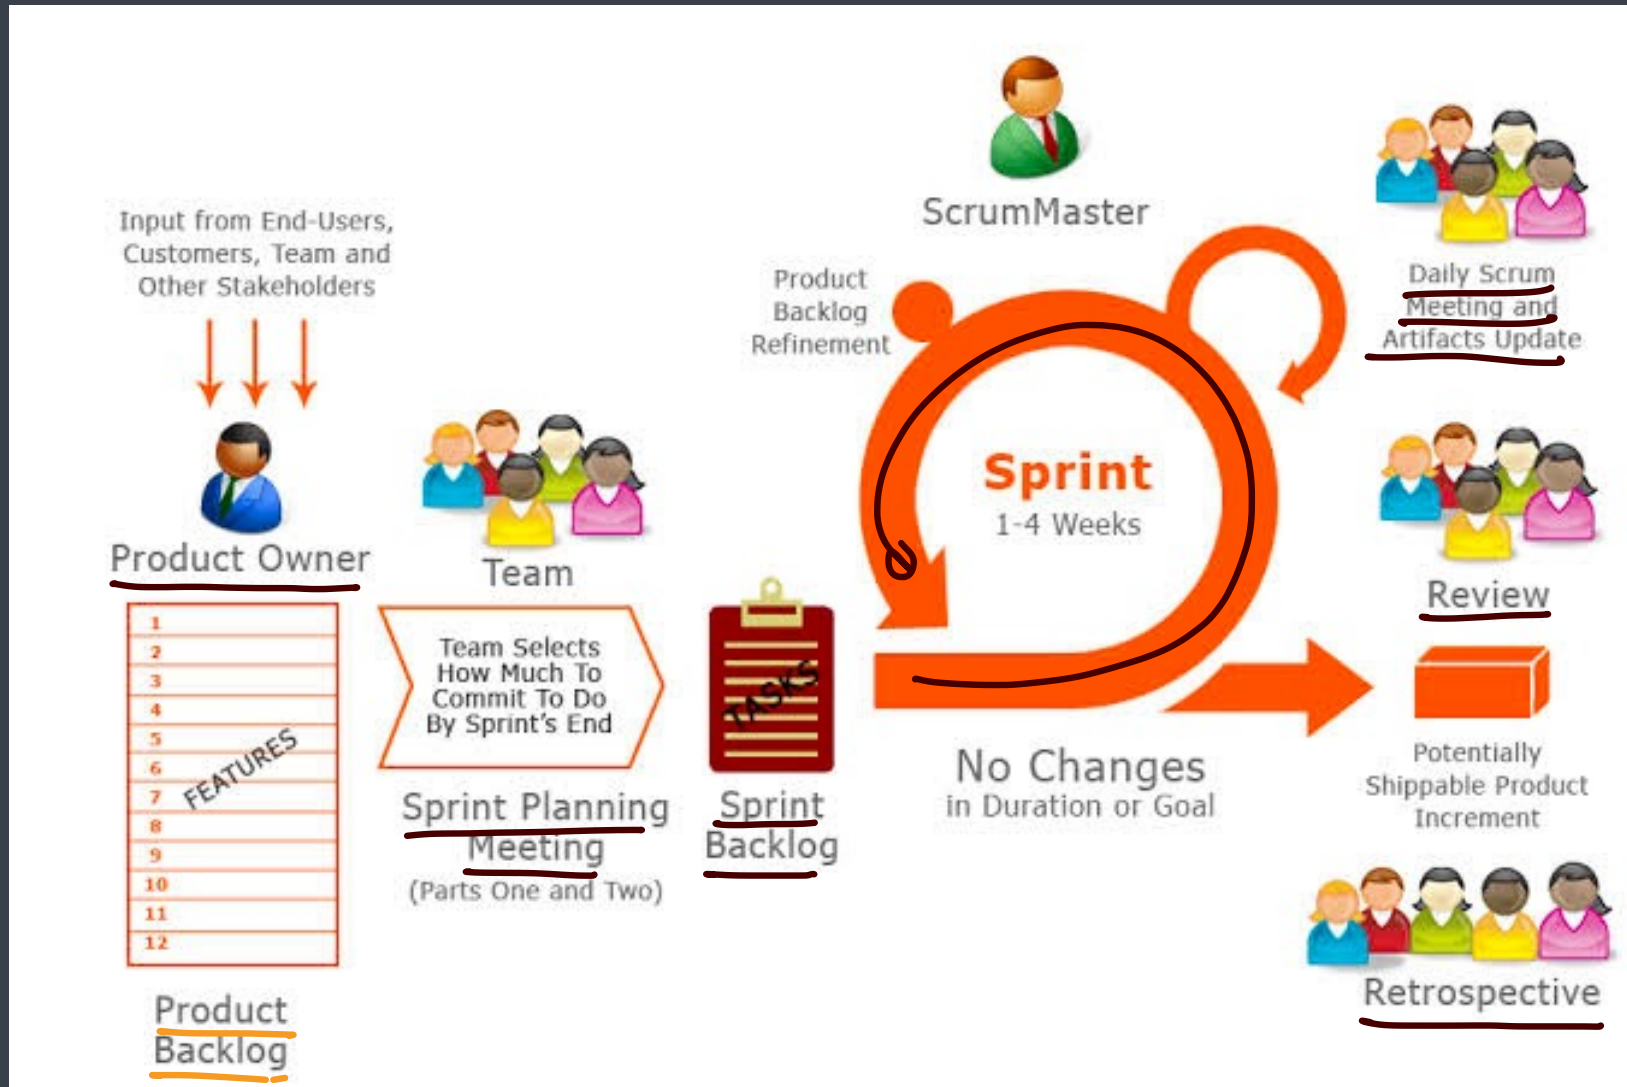 ScrumMaster
Input from End-Users,
Customers, Team and
Other Stakeholders
Product Owner
1
2
3
4
5
6
7
8
9
10
11
12
FEATURES
Product
Backlog
Team
Team Selects
How Much To
Commit To Do
By Sprint's End
Sprint Planning
Meeting
(Parts One and Two)
TASKS
Sprint
Backlog
Product
Backlog
Refinement
Sprint
1-4 Weeks
No Changes
in Duration or Goal
Daily Scrum
Meeting and
Artifacts Update
Review
Potentially
Shippable Product
Increment
Retrospective